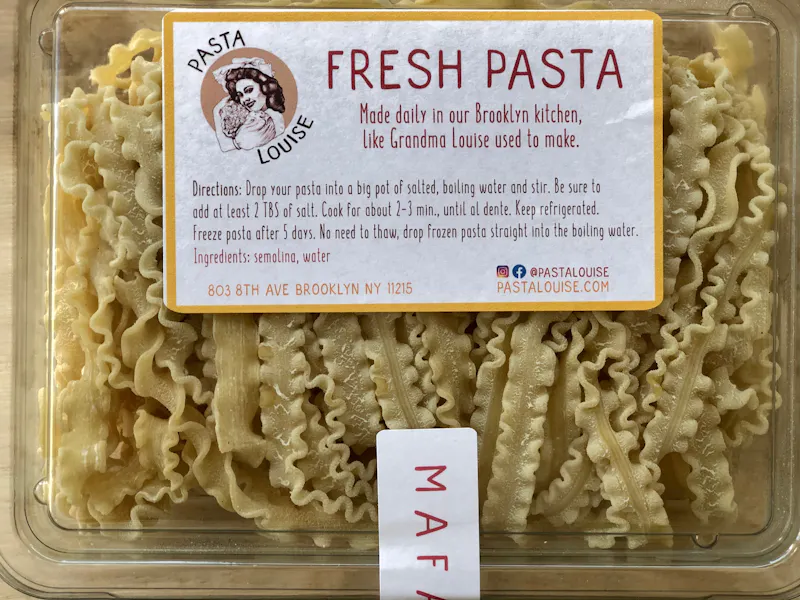 PASTA LOUISE
FRESH PASTA
Made daily in our Brooklyn kitchen,
like Grandma Louise used to make.
Directions: Drop your pasta into a big pot of salted, boiling water and stir. Be sure to
add at least 2 TBS of salt. Cook for about 2-3 min., until al dente. Keep refrigerated.
Freeze pasta after 5 days. No need to thaw, drop frozen pasta straight into the boiling water.
Ingredients: semolina, water
@PASTALOUISE
803 8TH AVE BROOKLYN NY 11215
PASTALOUISE.COM
MAFA